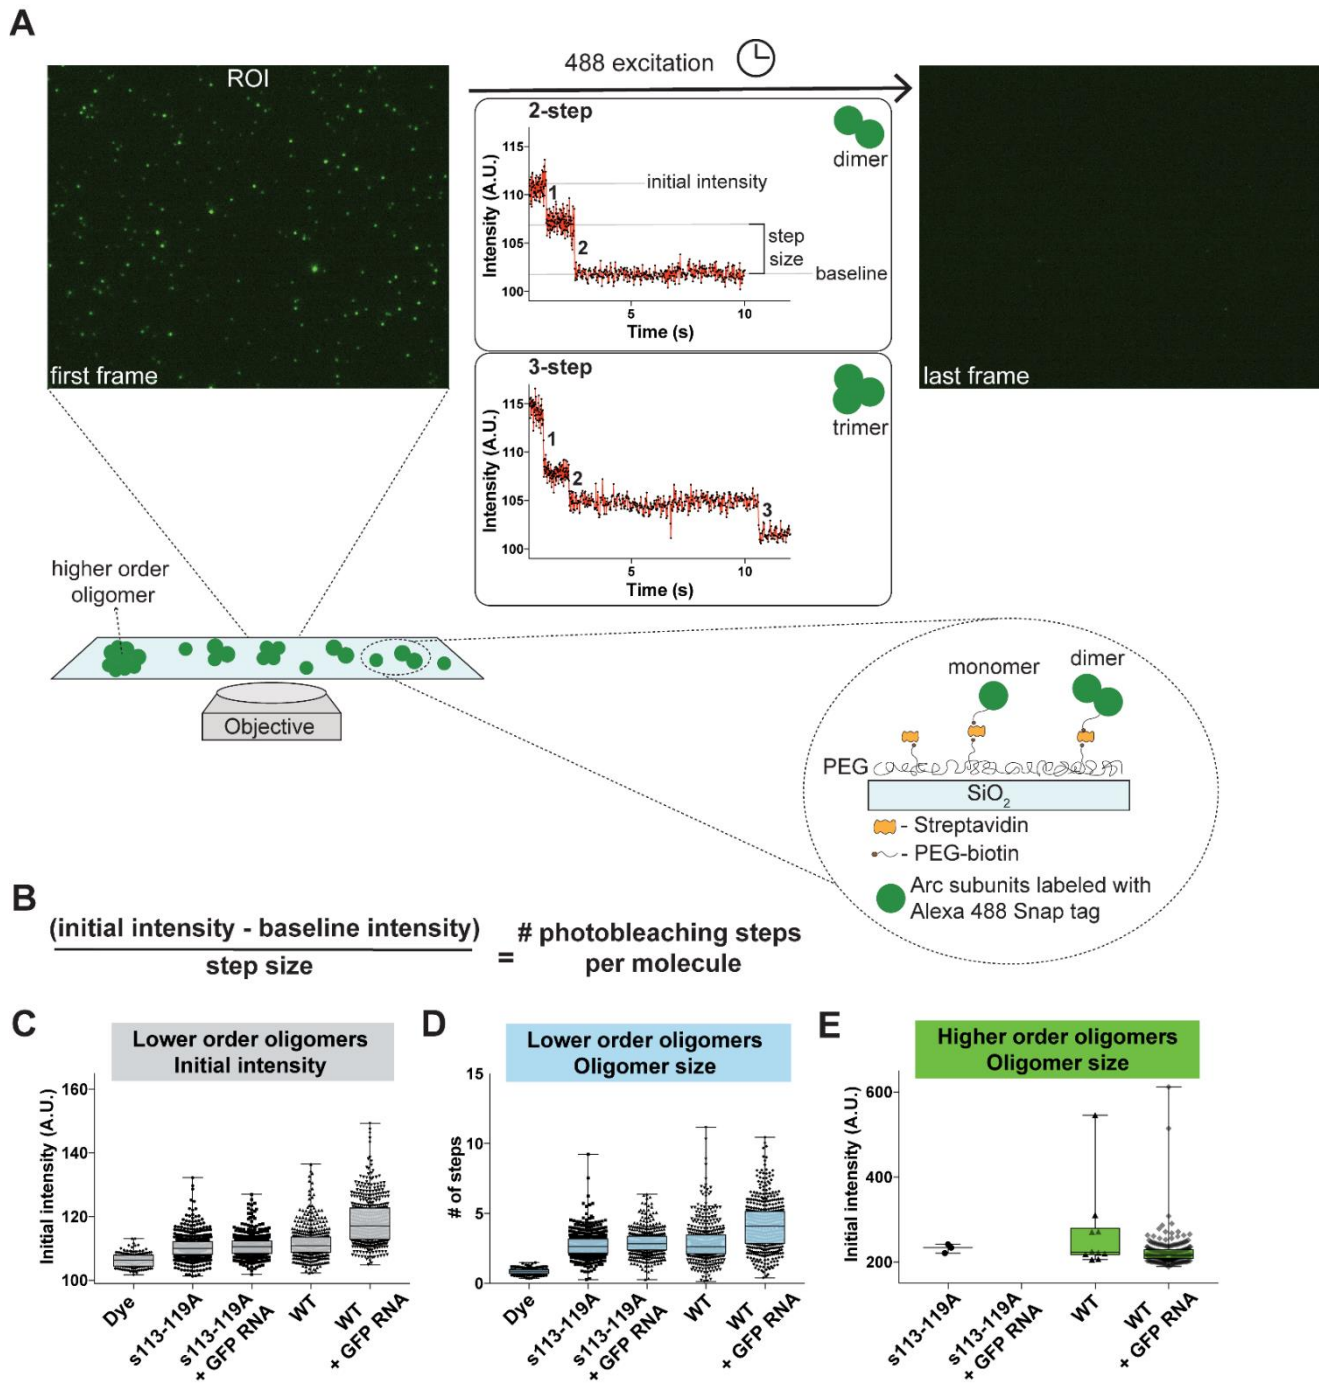 A
ROI
first frame
488 excitation
last frame
2-step
dimer
Intensity (A.U.)
115
110
105
100
1
2
initial intensity
step
size
baseline
5
10
Time (s)
3-step
trimer
Intensity (A.U.)
115
110
105
100
1
2
3
5
10
Time (s)
higher order
oligomer
Objective
monomer
dimer
PEG
SiO2
- Streptavidin
- PEG-biotin
Arc subunits labeled with
Alexa 488 Snap tag
B
(initial intensity - baseline intensity)
step size
=
# photobleaching steps
per molecule
C
Lower order oligomers
Initial intensity
Initial intensity (A.U.)
160
140
120
100
Dye
s113-119A
s113-119A
+ GFP RNA
WT
WT
+ GFP RNA
D
Lower order oligomers
Oligomer size
# of steps
15
10
5
0
Dye
s113-119A
s113-119A
+ GFP RNA
WT
WT
+ GFP RNA
E
Higher order oligomers
Oligomer size
Initial intensity (A.U.)
600
400
200
s113-119A
s113-119A
+ GFP RNA
WT
WT
+ GFP RNA